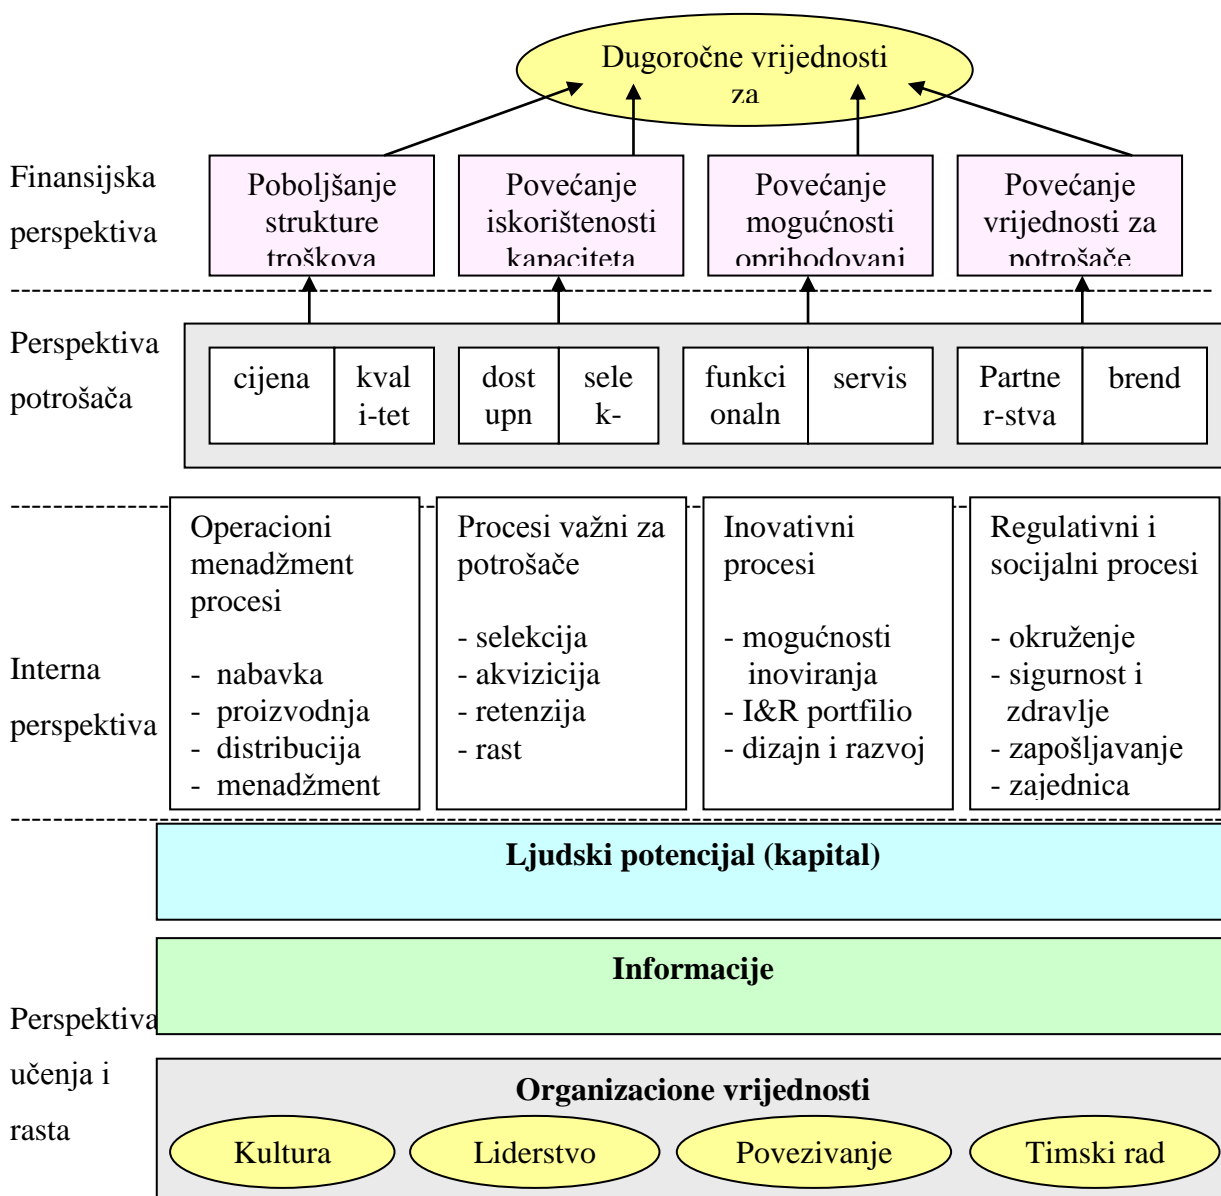 Dugoročne vrijednosti
za
Finansijska
perspektiva
Poboljšanje
strukture
troškova
Povećanje
iskorištenosti
kapaciteta
Povećanje
mogućnosti
oprihodovani
Povećanje
vrijednosti za
potrošače
Perspektiva
potrošača
cijena
kval
i-tet
dost
upn
sele
k-
funkci
onaln
servis
Partne
r-stva
brend
Interna
perspektiva
Operacioni
menadžment
procesi
- nabavka
- proizvodnja
- distribucija
- menadžment
Procesi važni za
potrošače
- selekcija
- akvizicija
- retenzija
- rast
Inovativni
procesi
- mogućnosti
inoviranja
- I&R portfilio
- dizajn i razvoj
Regulativni i
socijalni procesi
- okruženje
- sigurnost i
zdravlje
- zapošljavanje
- zajednica
Perspektiva
učenja i
rasta
Ljudski potencijal (kapital)
Informacije
Organizacione vrijednosti
Kultura
Liderstvo
Povezivanje
Timski rad